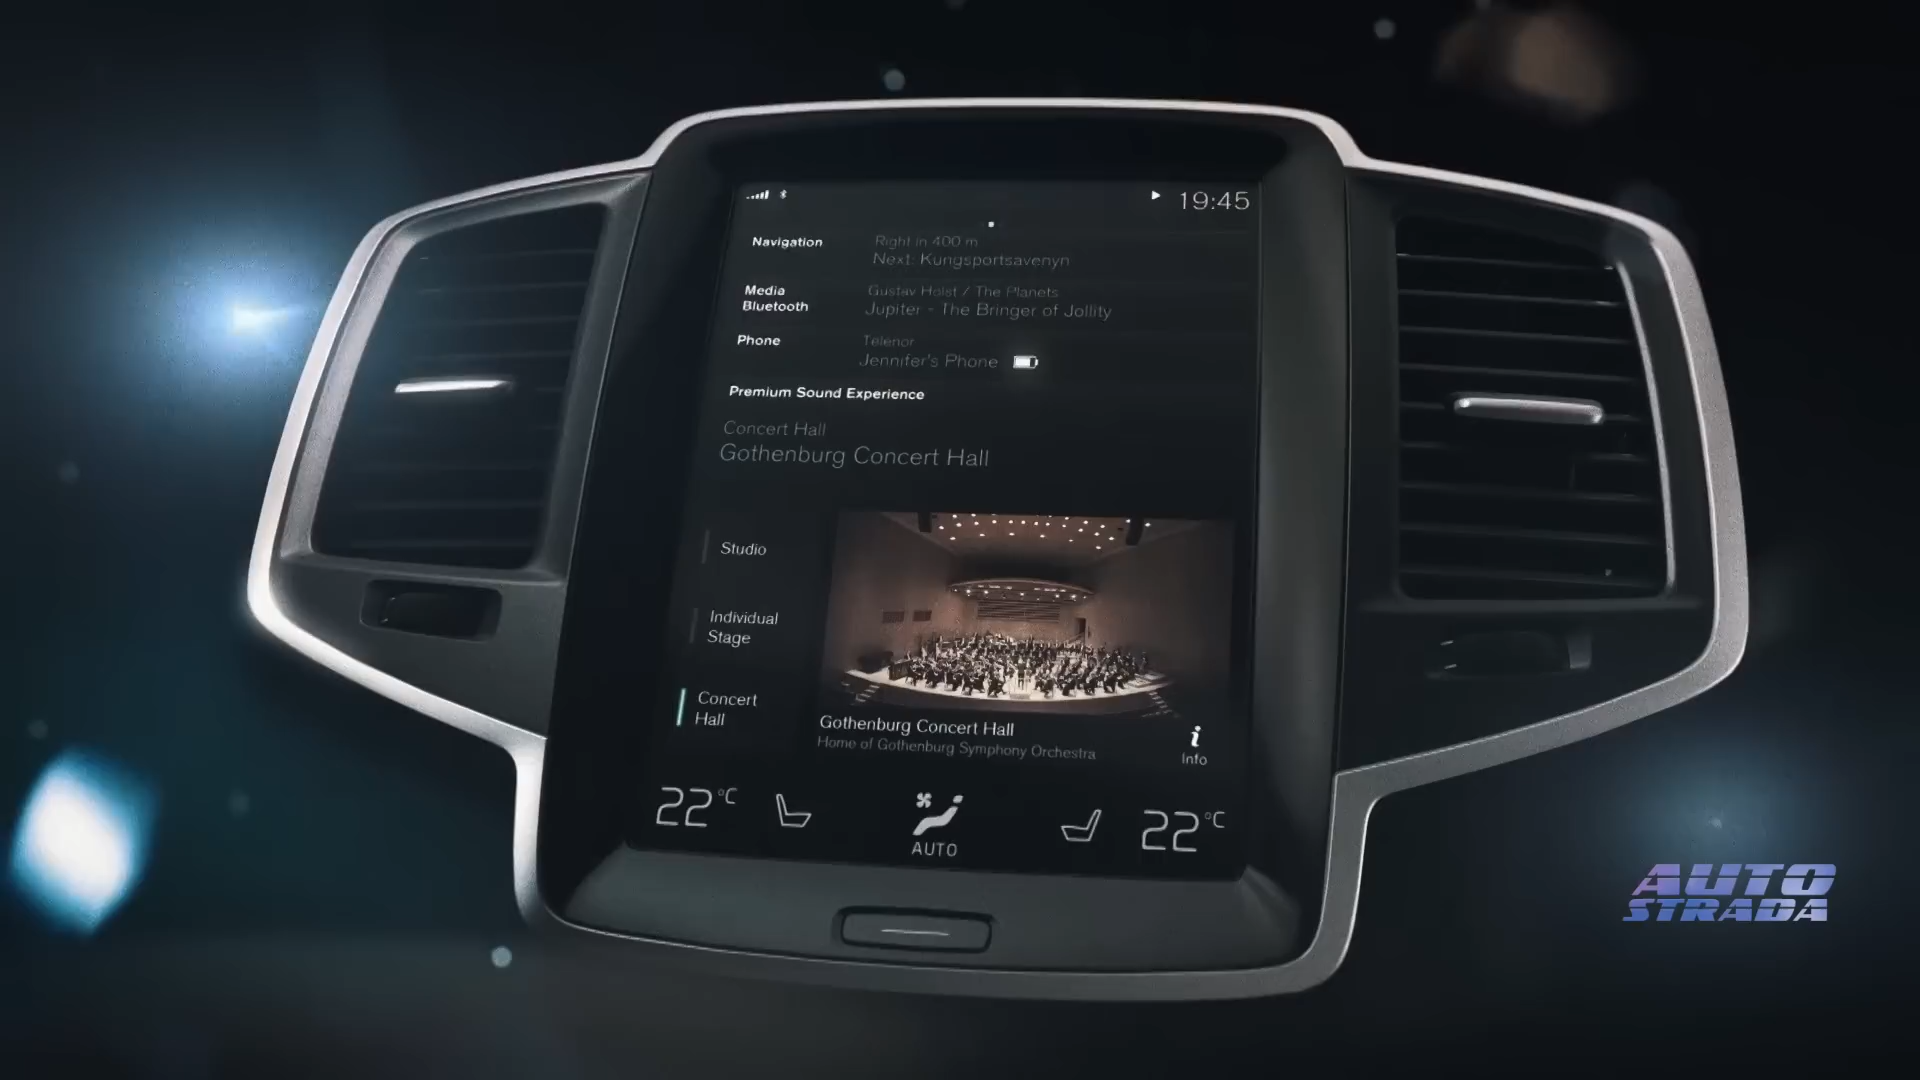 19:45
Navigation
Right in 400 m
Next: Kungsportsavenyn
Media
Bluetooth
Gustav Holst / The Planets
Jupiter - The Bringer of Jollity
Phone
Telenor
Jennifer's Phone
Premium Sound Experience
Concert Hall
Gothenburg Concert Hall
Studio
Individual
Stage
Concert
Hall
Gothenburg Concert Hall
Home of Gothenburg Symphony Orchestra
Info
22°C
AUTO
22°C
AUTO
STRADA